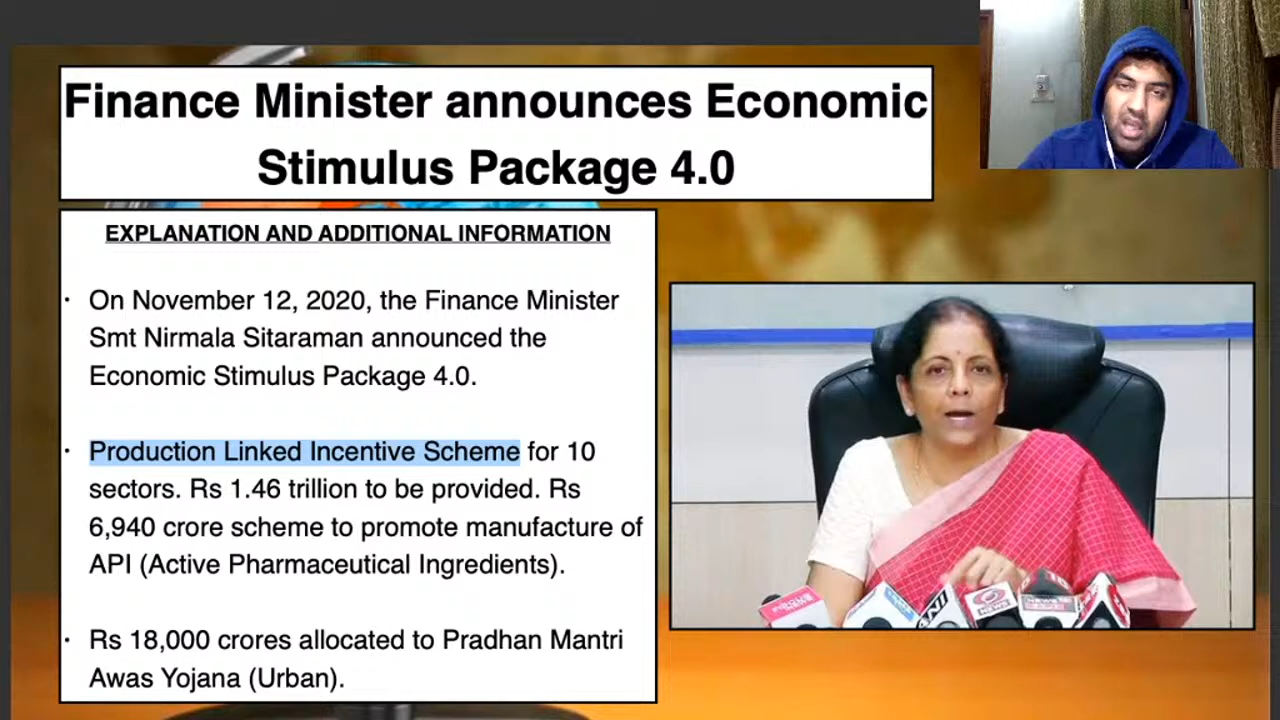 Finance Minister announces Economic
Stimulus Package 4.0
EXPLANATION AND ADDITIONAL INFORMATION
• On November 12, 2020, the Finance Minister
Smt Nirmala Sitaraman announced the
Economic Stimulus Package 4.0.
• Production Linked Incentive Scheme for 10
sectors. Rs 1.46 trillion to be provided. Rs
6,940 crore scheme to promote manufacture of
API (Active Pharmaceutical Ingredients).
• Rs 18,000 crores allocated to Pradhan Mantri
Awas Yojana (Urban).
ANI
NEWS